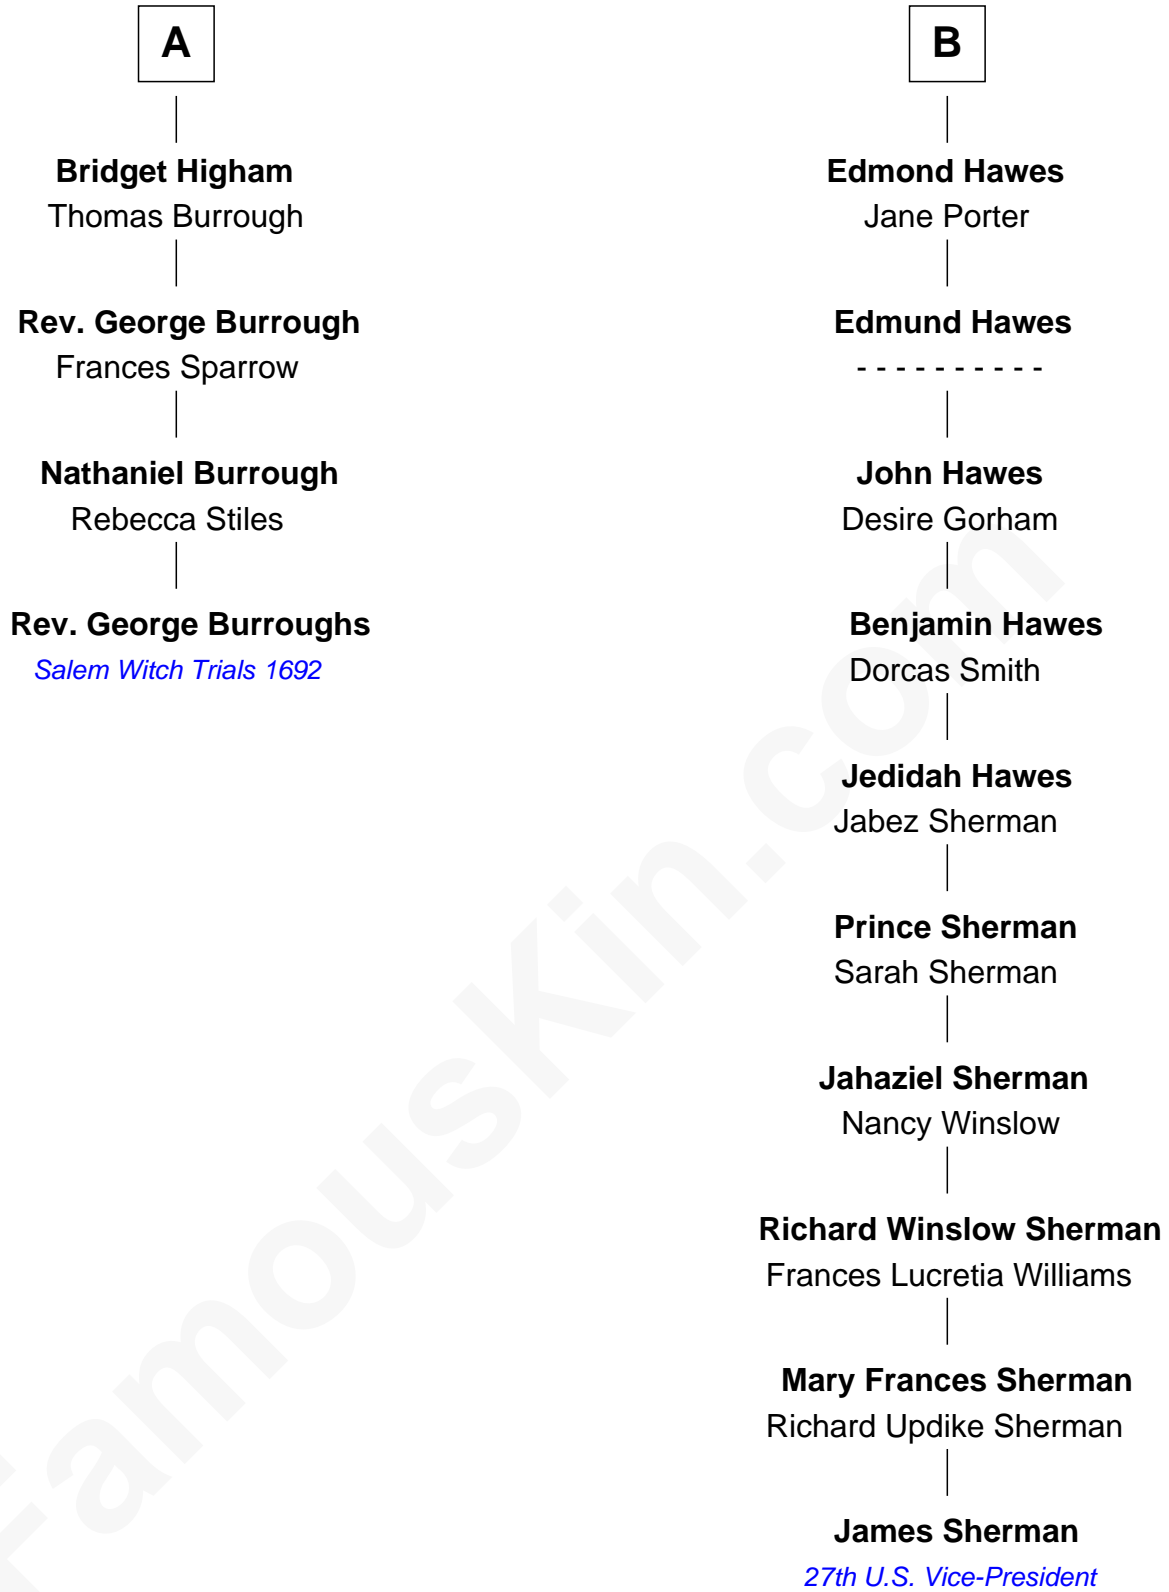 A
Bridget Higham
Thomas Burrough
Rev. George Burrough
Frances Sparrow
Nathaniel Burrough
Rebecca Stiles
Rev. George Burroughs
Salem Witch Trials 1692
B
Edmond Hawes
Jane Porter
Edmund Hawes
- - - - - - - - - -
John Hawes
Desire Gorham
Benjamin Hawes
Dorcas Smith
Jedidah Hawes
Jabez Sherman
Prince Sherman
Sarah Sherman
Jahaziel Sherman
Nancy Winslow
Richard Winslow Sherman
Frances Lucretia Williams
Mary Frances Sherman
Richard Updike Sherman
James Sherman
27th U.S. Vice-President
FamousKin.com